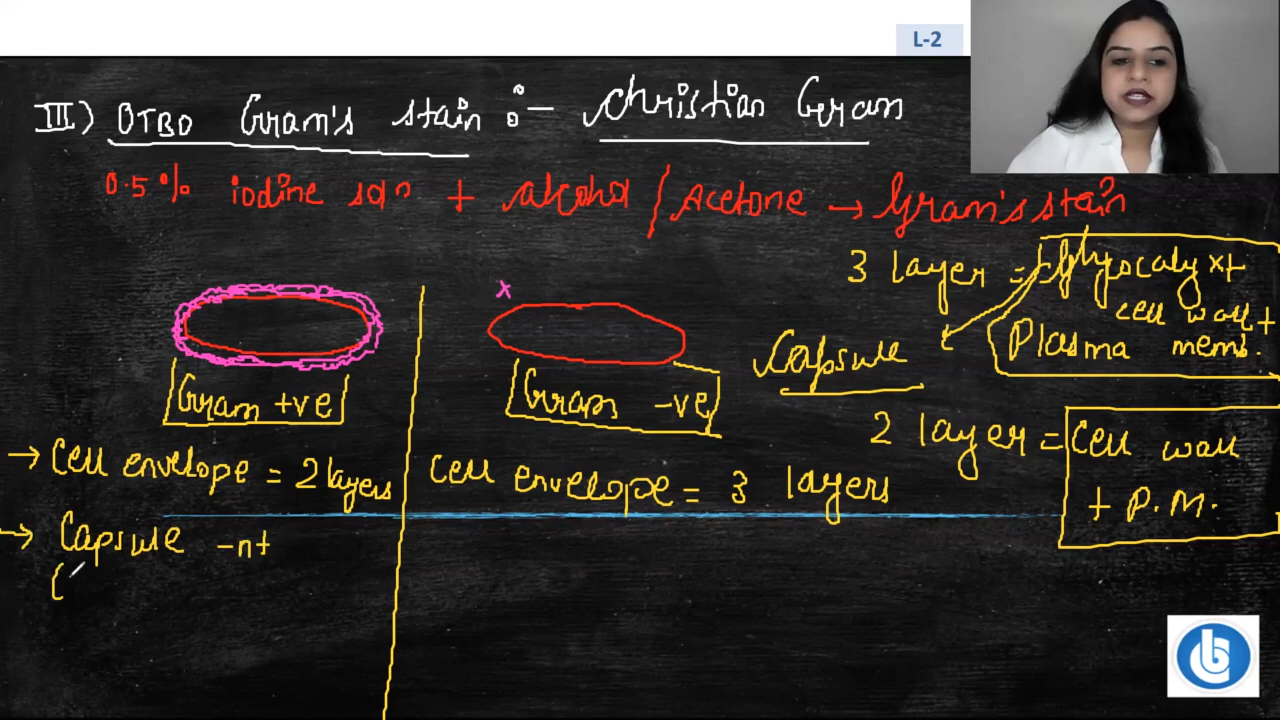 L-2
III) OTBO Gram's stain :- Christian Geram
0.5% iodine solⁿ + alcohol / Acetone → Gram's stain
3 layer = Glycocalyx +
cell wall +
Plasma memb.
x
Capsule
Gram +ve
Gram -ve
2 layer = Cell wall
+ P.M.
→ Cell envelope = 2 layers
Cell envelope = 3 layers
→ Capsule -nt
(